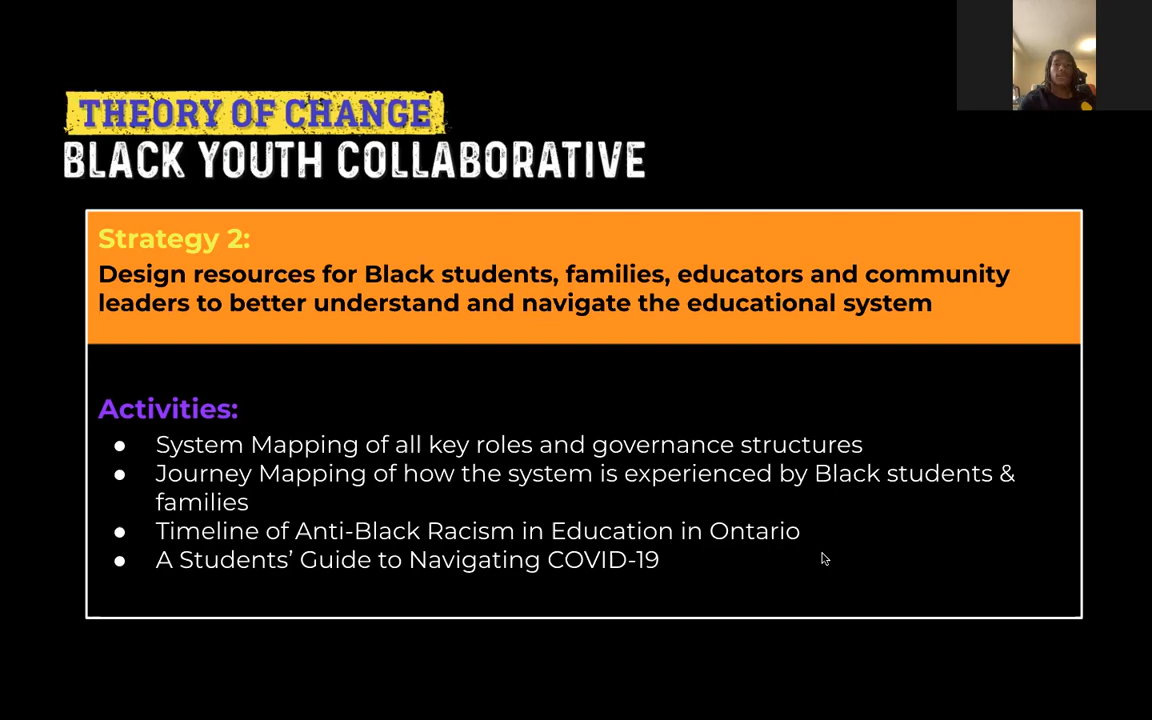 THEORY OF CHANGE
BLACK YOUTH COLLABORATIVE
Strategy 2:
Design resources for Black students, families, educators and community
leaders to better understand and navigate the educational system
Activities:
● System Mapping of all key roles and governance structures
● Journey Mapping of how the system is experienced by Black students &
families
● Timeline of Anti-Black Racism in Education in Ontario
● A Students’ Guide to Navigating COVID-19